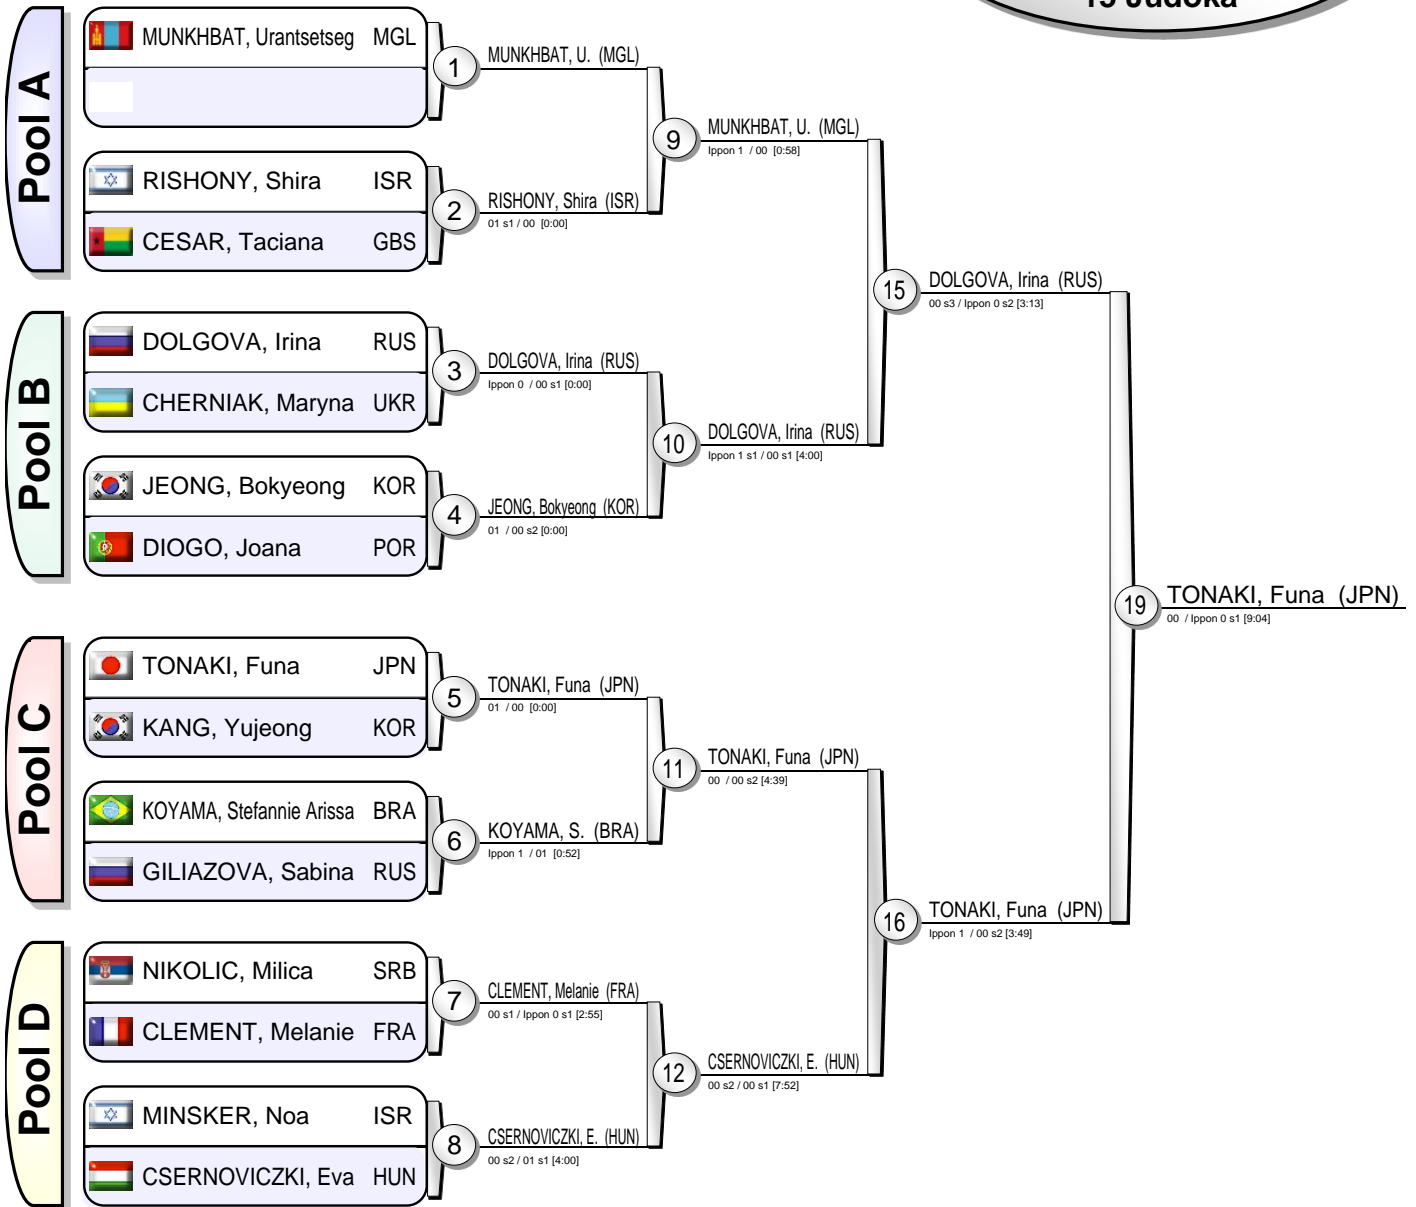 15 Judoka
Pool A
MUNKHBAT, Urantsetseg MGL
1
MUNKHBAT, U. (MGL)
RISHONY, Shira ISR
CESAR, Taciana GBS
2
RISHONY, Shira (ISR)
01 s1 / 00 [0:00]
9
MUNKHBAT, U. (MGL)
Ippon 1 / 00 [0:58]
Pool B
DOLGOVA, Irina RUS
CHERNIAK, Maryna UKR
3
DOLGOVA, Irina (RUS)
Ippon 0 / 00 s1 [0:00]
JEONG, Bokyeong KOR
DIOGO, Joana POR
4
JEONG, Bokyeong (KOR)
01 / 00 s2 [0:00]
10
DOLGOVA, Irina (RUS)
Ippon 1 s1 / 00 s1 [4:00]
15
DOLGOVA, Irina (RUS)
00 s3 / Ippon 0 s2 [3:13]
Pool C
TONAKI, Funa JPN
KANG, Yujeong KOR
5
TONAKI, Funa (JPN)
01 / 00 [0:00]
KOYAMA, Stefannie Arissa BRA
GILIAZOVA, Sabina RUS
6
KOYAMA, S. (BRA)
Ippon 1 / 01 [0:52]
11
TONAKI, Funa (JPN)
00 / 00 s2 [4:39]
Pool D
NIKOLIC, Milica SRB
CLEMENT, Melanie FRA
7
CLEMENT, Melanie (FRA)
00 s1 / Ippon 0 s1 [2:55]
MINSKER, Noa ISR
CSERNOVICZKI, Eva HUN
8
CSERNOVICZKI, E. (HUN)
00 s2 / 01 s1 [4:00]
12
CSERNOVICZKI, E. (HUN)
00 s2 / 00 s1 [7:52]
16
TONAKI, Funa (JPN)
Ippon 1 / 00 s2 [3:49]
19
TONAKI, Funa (JPN)
00 / Ippon 0 s1 [9:04]